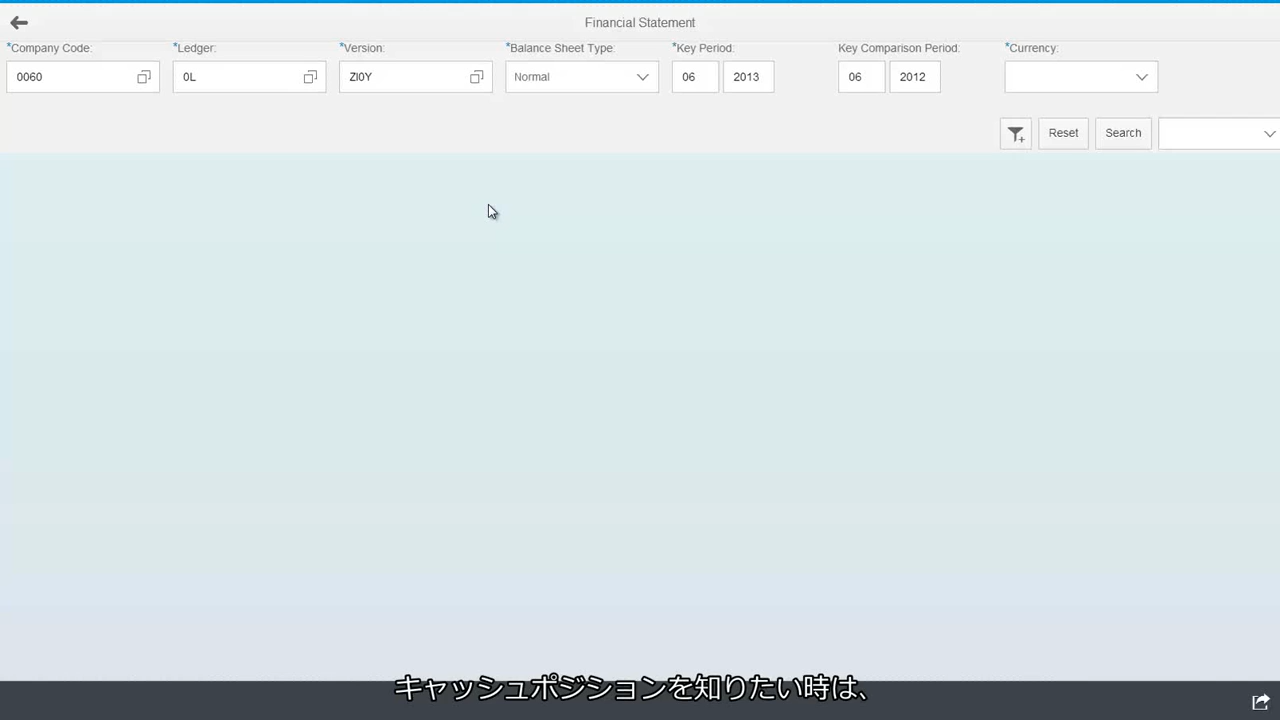 Financial Statement
*Company Code: *Ledger: *Version: *Balance Sheet Type: *Key Period: Key Comparison Period: *Currency:
0060 0L ZI0Y Normal 06 2013 06 2012
Reset Search
キャッシュポジションを知りたい時は、